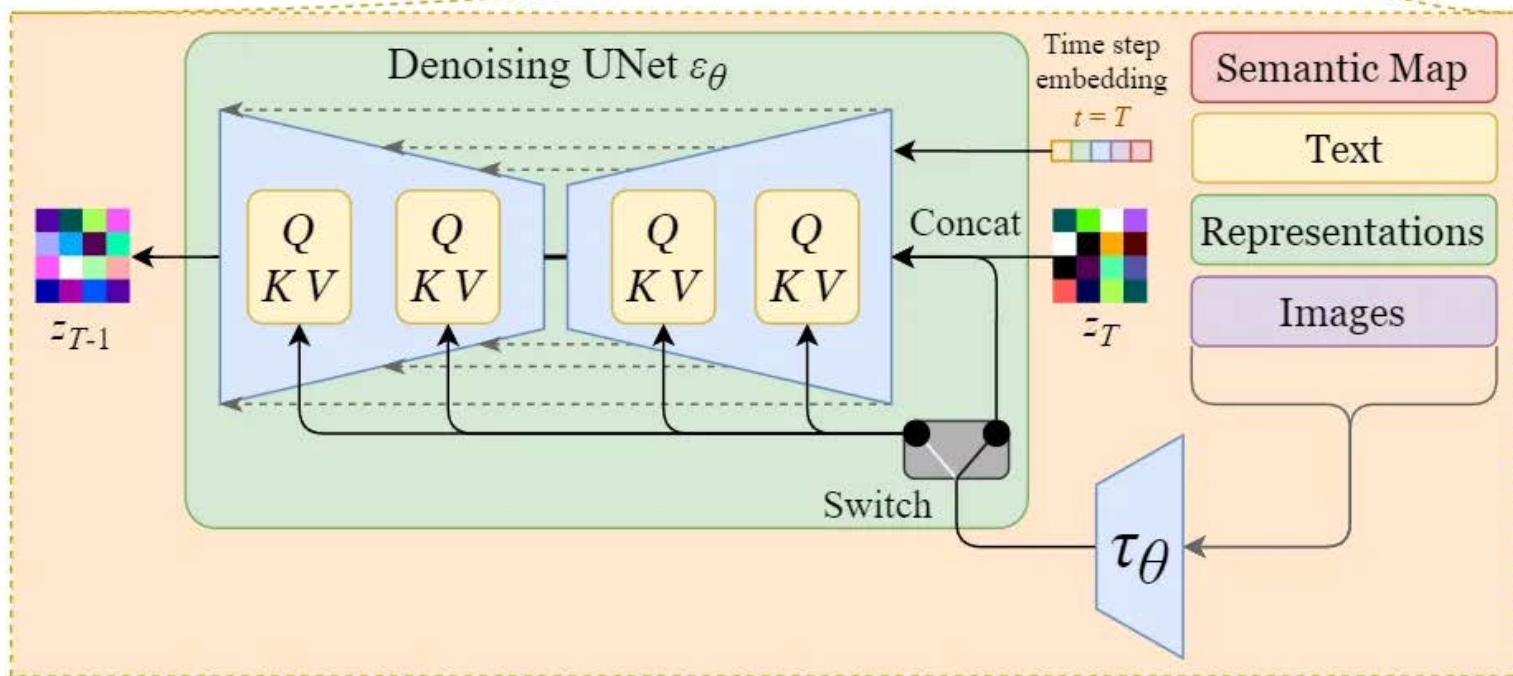 Denoising UNet εθ
Time step
embedding
t = T
Semantic Map
Text
Representations
Images
Q
K V
Q
K V
Q
K V
Q
K V
Concat
zT-1
zT
Switch
τθ